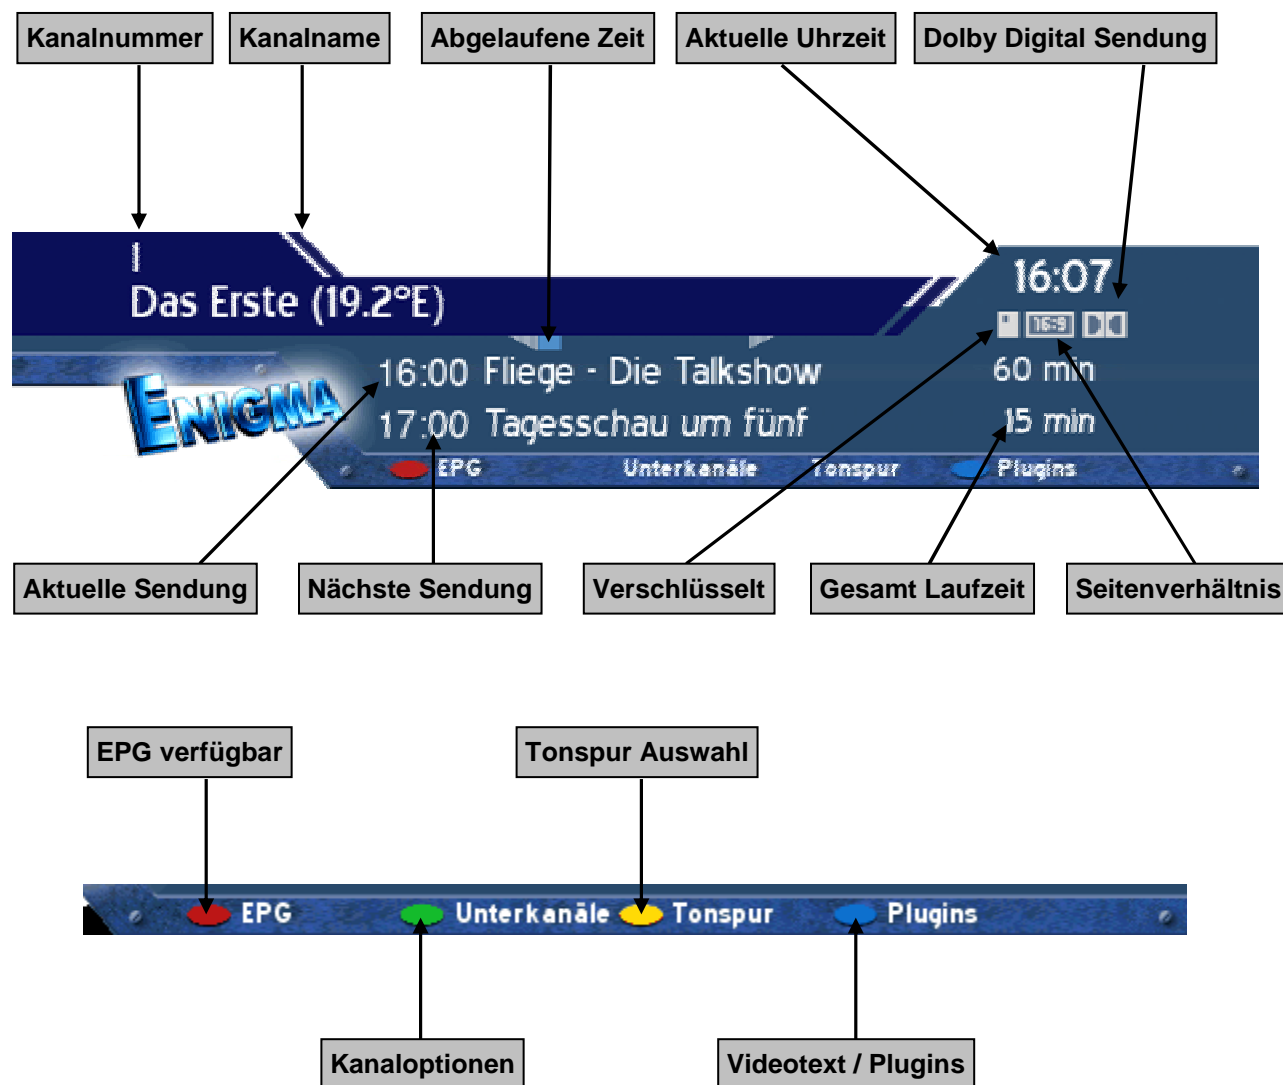 Kanalnummer
Kanalname
Abgelaufene Zeit
Aktuelle Uhrzeit
Dolby Digital Sendung
1
Das Erste (19.2°E)
16:07
16:9
16:00 Fliege - Die Talkshow
60 min
17:00 Tagesschau um fünf
15 min
ENIGMA
EPG
Unterkanäle
Tonspur
Plugins
Aktuelle Sendung
Nächste Sendung
Verschlüsselt
Gesamt Laufzeit
Seitenverhältnis
EPG verfügbar
Tonspur Auswahl
EPG
Unterkanäle
Tonspur
Plugins
Kanaloptionen
Videotext / Plugins